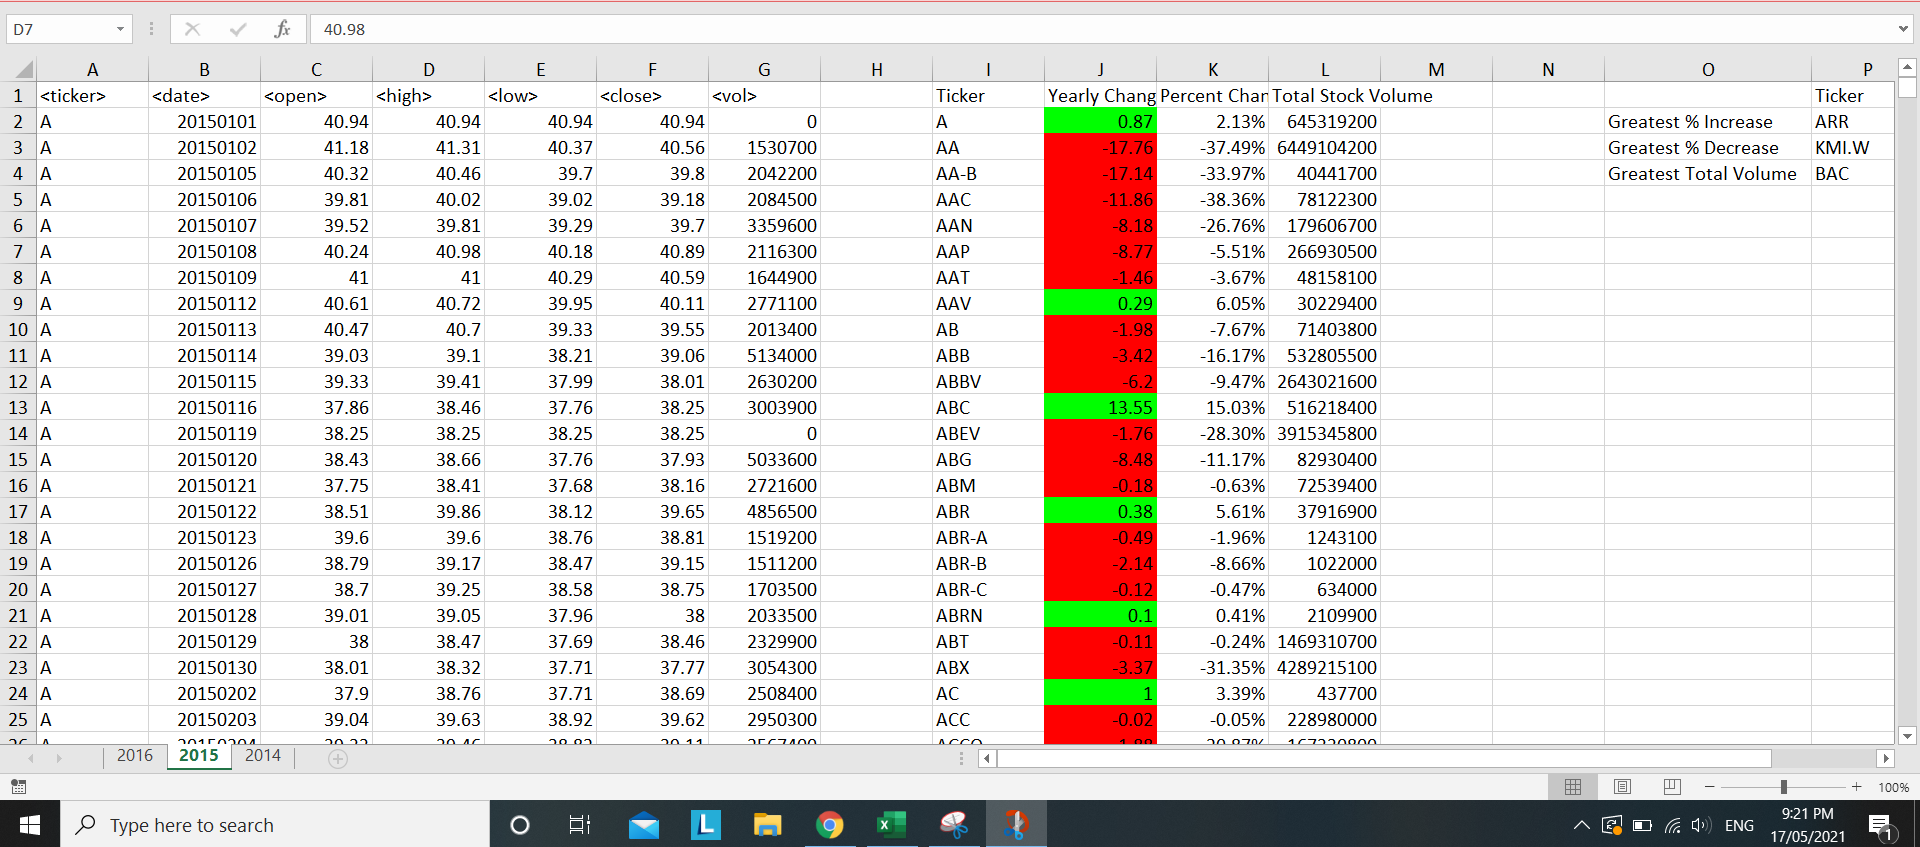 D7 fx 40.98
A B C D E F G H I J K L M N O P
1 <ticker> <date> <open> <high> <low> <close> <vol> Ticker Yearly Chang Percent Chan Total Stock Volume Ticker
2 A 20150101 40.94 40.94 40.94 40.94 0 A 0.87 2.13% 645319200 Greatest % Increase ARR
3 A 20150102 41.18 41.31 40.37 40.56 1530700 AA -17.76 -37.49% 6449104200 Greatest % Decrease KMI.W
4 A 20150105 40.32 40.46 39.7 39.8 2042200 AA-B -17.14 -33.97% 40441700 Greatest Total Volume BAC
5 A 20150106 39.81 40.02 39.02 39.18 2084500 AAC -11.86 -38.36% 78122300
6 A 20150107 39.52 39.81 39.29 39.7 3359600 AAN -8.18 -26.76% 179606700
7 A 20150108 40.24 40.98 40.18 40.89 2116300 AAP -8.77 -5.51% 266930500
8 A 20150109 41 41 40.29 40.59 1644900 AAT -1.46 -3.67% 48158100
9 A 20150112 40.61 40.72 39.95 40.11 2771100 AAV 0.29 6.05% 30229400
10 A 20150113 40.47 40.7 39.33 39.55 2013400 AB -1.98 -7.67% 71403800
11 A 20150114 39.03 39.1 38.21 39.06 5134000 ABB -3.42 -16.17% 532805500
12 A 20150115 39.33 39.41 37.99 38.01 2630200 ABBV -6.2 -9.47% 2643021600
13 A 20150116 37.86 38.46 37.76 38.25 3003900 ABC 13.55 15.03% 516218400
14 A 20150119 38.25 38.25 38.25 38.25 0 ABEV -1.76 -28.30% 3915345800
15 A 20150120 38.43 38.66 37.76 37.93 5033600 ABG -8.48 -11.17% 82930400
16 A 20150121 37.75 38.41 37.68 38.16 2721600 ABM -0.18 -0.63% 72539400
17 A 20150122 38.51 39.86 38.12 39.65 4856500 ABR 0.38 5.61% 37916900
18 A 20150123 39.6 39.6 38.76 38.81 1519200 ABR-A -0.49 -1.96% 1243100
19 A 20150126 38.79 39.17 38.47 39.15 1511200 ABR-B -2.14 -8.66% 1022000
20 A 20150127 38.7 39.25 38.58 38.75 1703500 ABR-C -0.12 -0.47% 634000
21 A 20150128 39.01 39.05 37.96 38 2033500 ABRN 0.1 0.41% 2109900
22 A 20150129 38 38.47 37.69 38.46 2329900 ABT -0.11 -0.24% 1469310700
23 A 20150130 38.01 38.32 37.71 37.77 3054300 ABX -3.37 -31.35% 4289215100
24 A 20150202 37.9 38.76 37.71 38.69 2508400 AC 1 3.39% 437700
25 A 20150203 39.04 39.63 38.92 39.62 2950300 ACC -0.02 -0.05% 228980000
2016 2015 2014
100%
Type here to search L ENG 9:21 PM
17/05/2021 1